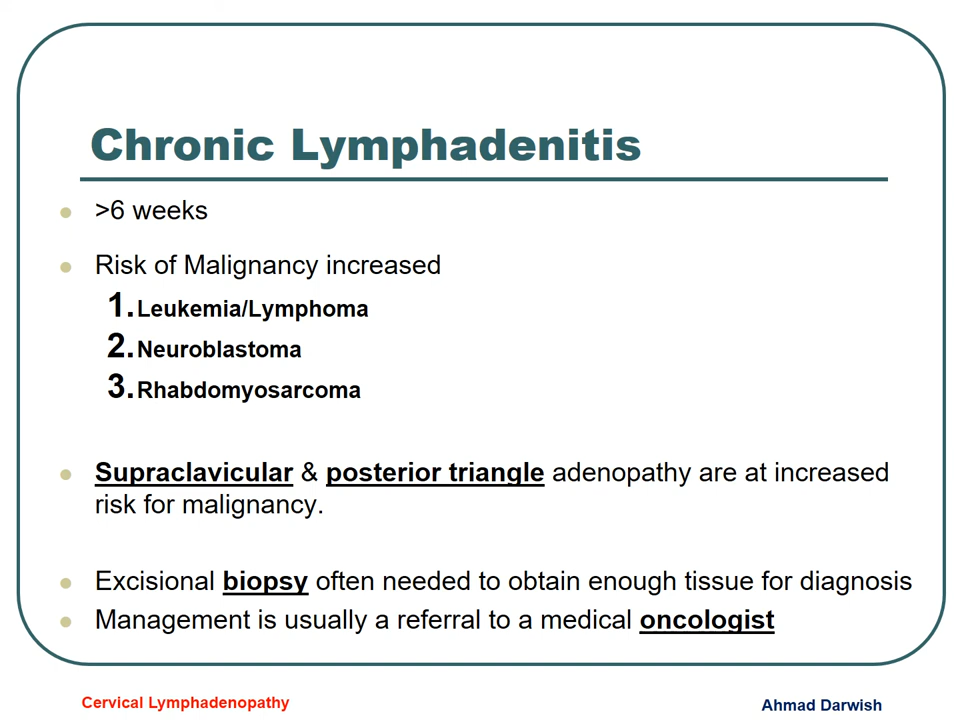 Chronic Lymphadenitis
>6 weeks
Risk of Malignancy increased
1. Leukemia/Lymphoma
2. Neuroblastoma
3. Rhabdomyosarcoma
Supraclavicular & posterior triangle adenopathy are at increased
risk for malignancy.
Excisional biopsy often needed to obtain enough tissue for diagnosis
Management is usually a referral to a medical oncologist
Cervical Lymphadenopathy
Ahmad Darwish